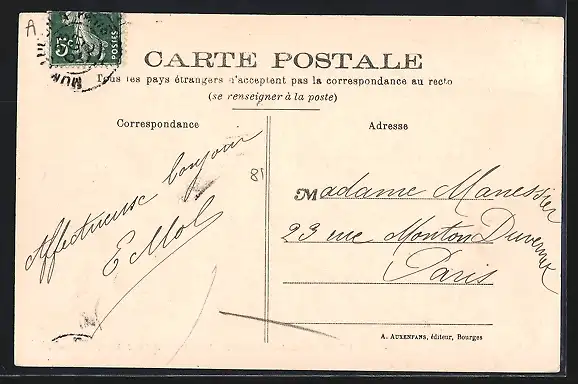 A.
5c
POSTES
MUN
CARTE POSTALE
Tous les pays étrangers n'acceptent pas la correspondance au recto
(se renseigner à la poste)
Correspondance
Adresse
Affectueuse bonjour
E Mol
81
Madame Manessier
23 rue Monton Duvernet
Paris
A. AUXENFANS, éditeur, Bourges